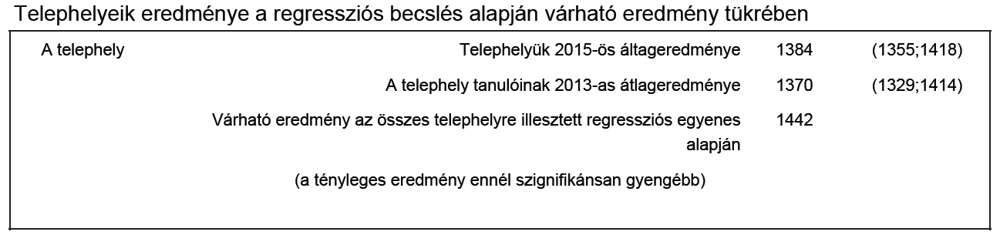 Telephelyeik eredménye a regressziós becslés alapján várható eredmény tükrében
A telephely Telephelyük 2015-ös áltageredménye 1384 (1355;1418)
A telephely tanulóinak 2013-as átlageredménye 1370 (1329;1414)
Várható eredmény az összes telephelyre illesztett regressziós egyenes 1442
alapján
(a tényleges eredmény ennél szignifikánsan gyengébb)